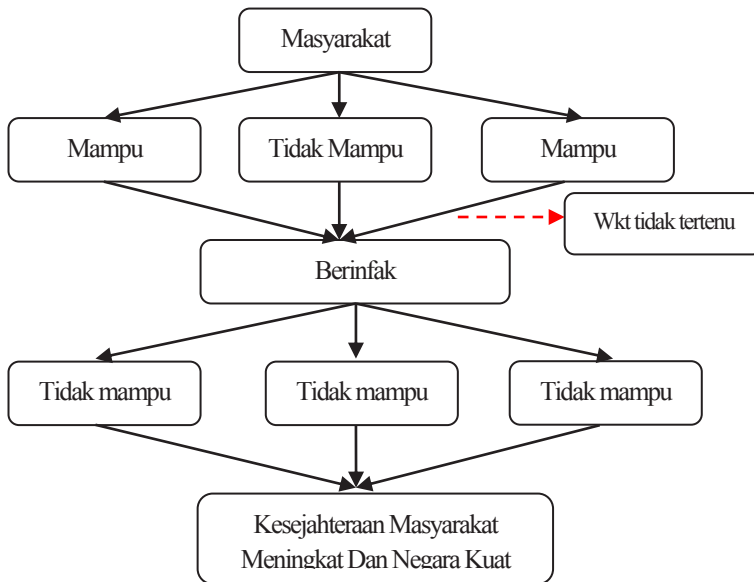 Masyarakat
Mampu
Tidak Mampu
Mampu
Wkt tidak tertenu
Berinfak
Tidak mampu
Tidak mampu
Tidak mampu
Kesejahteraan Masyarakat
Meningkat Dan Negara Kuat